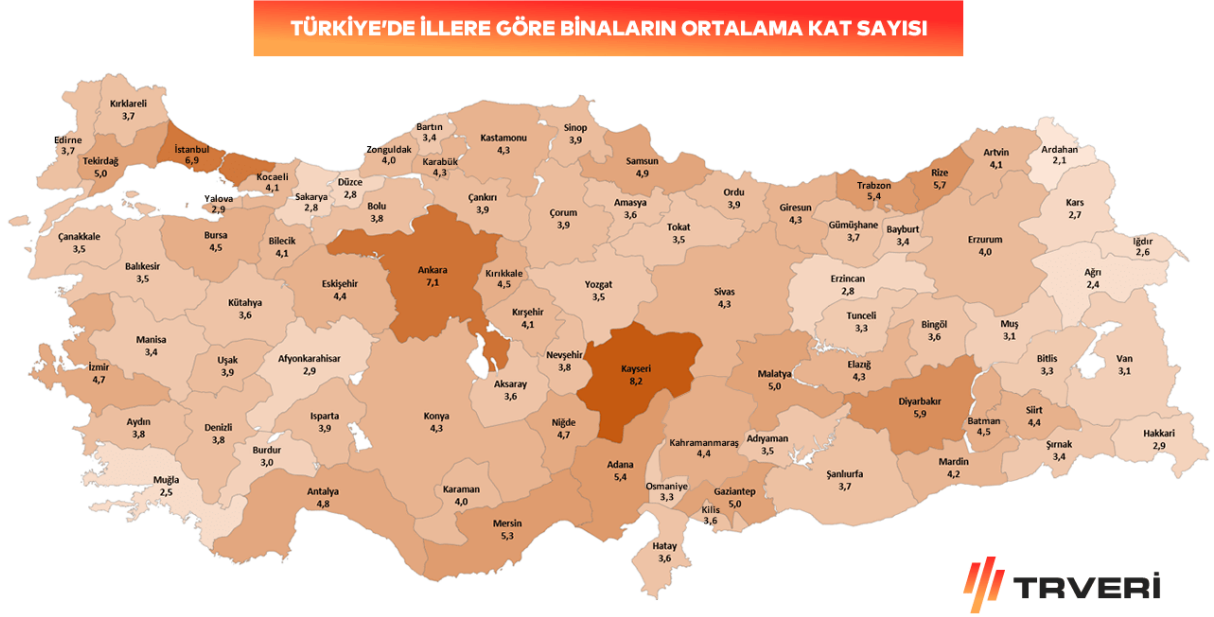 TÜRKİYE'DE İLLERE GÖRE BİNALARIN ORTALAMA KAT SAYISI
Kırklareli
3,7
Edirne
3,7
Tekirdağ
5,0
İstanbul
6,9
Kocaeli
4,1
Yalova
2,9
Sakarya
2,8
Düzce
2,8
Zonguldak
4,0
Bartın
3,4
Karabük
4,3
Kastamonu
4,3
Sinop
3,9
Samsun
4,9
Ordu
3,9
Giresun
4,3
Trabzon
5,4
Rize
5,7
Artvin
4,1
Ardahan
2,1
Kars
2,7
Iğdır
2,6
Ağrı
2,4
Erzurum
4,0
Bayburt
3,4
Gümüşhane
3,7
Erzincan
2,8
Tunceli
3,3
Bingöl
3,6
Muş
3,1
Bitlis
3,3
Van
3,1
Hakkari
2,9
Şırnak
3,4
Siirt
4,4
Batman
4,5
Mardin
4,2
Diyarbakır
5,9
Elazığ
4,3
Malatya
5,0
Adıyaman
3,5
Şanlıurfa
3,7
Gaziantep
5,0
Kilis
3,6
Hatay
3,6
Osmaniye
3,3
Kahramanmaraş
4,4
Adana
5,4
Mersin
5,3
Karaman
4,0
Niğde
4,7
Kayseri
8,2
Sivas
4,3
Tokat
3,5
Amasya
3,6
Çorum
3,9
Yozgat
3,5
Çankırı
3,9
Kırıkkale
4,5
Kırşehir
4,1
Nevşehir
3,8
Aksaray
3,6
Konya
4,3
Ankara
7,1
Bolu
3,8
Eskişehir
4,4
Bilecik
4,1
Bursa
4,5
Çanakkale
3,5
Balıkesir
3,5
Kütahya
3,6
Manisa
3,4
İzmir
4,7
Uşak
3,9
Afyonkarahisar
2,9
Aydın
3,8
Denizli
3,8
Isparta
3,9
Burdur
3,0
Muğla
2,5
Antalya
4,8
TRVERİ